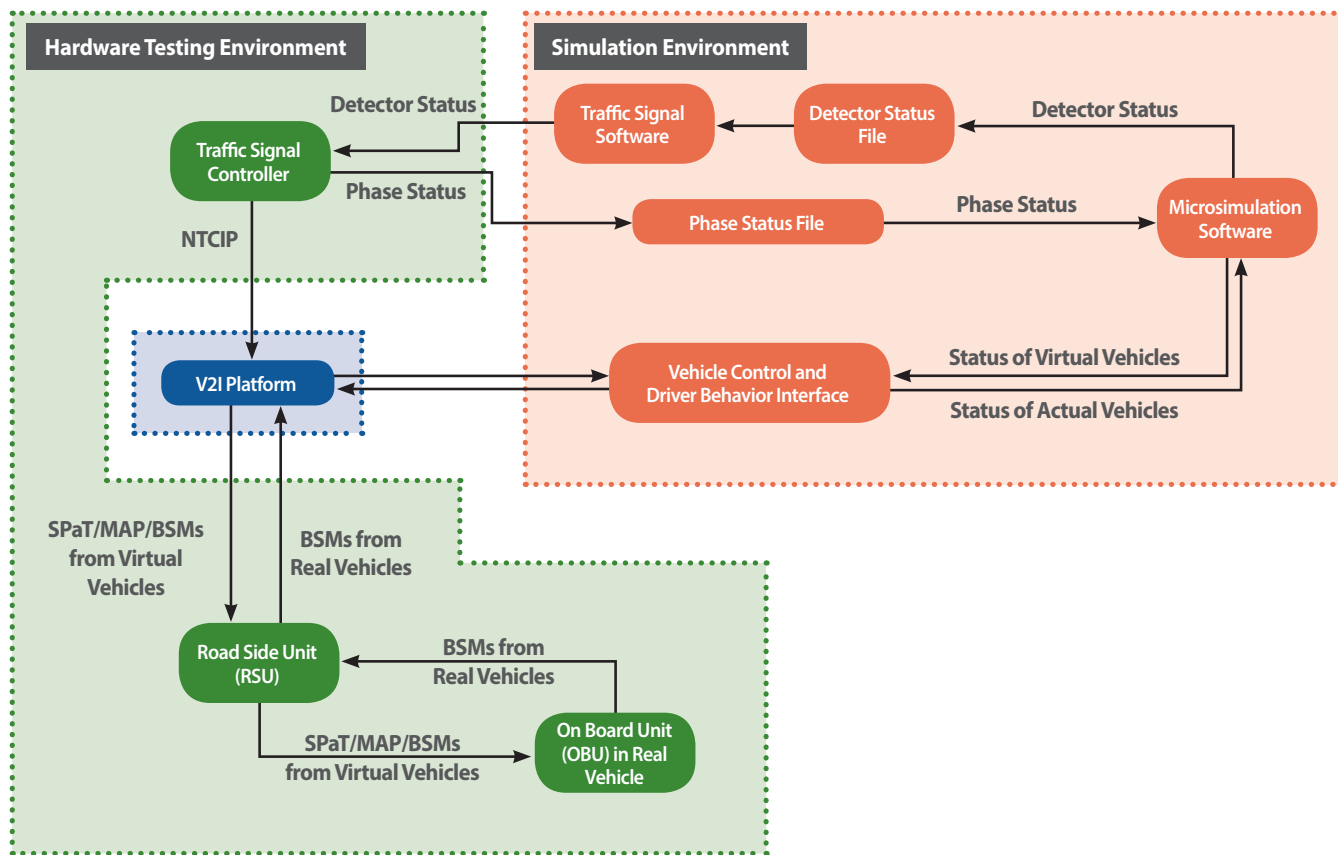 Hardware Testing Environment
Simulation Environment
Detector Status
Traffic Signal
Software
Detector Status
File
Detector Status
Traffic Signal
Controller
Phase Status
Phase Status File
Phase Status
Microsimulation
Software
NTCIP
V2I Platform
Vehicle Control and
Driver Behavior Interface
Status of Virtual Vehicles
Status of Actual Vehicles
SPaT/MAP/BSMs
from Virtual
Vehicles
BSMs from
Real Vehicles
Road Side Unit
(RSU)
BSMs from
Real Vehicles
SPaT/MAP/BSMs
from Virtual Vehicles
On Board Unit
(OBU) in Real
Vehicle